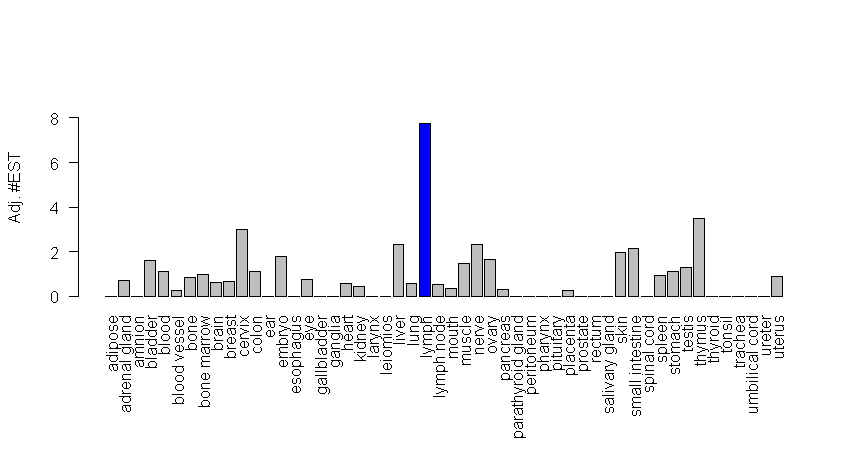 Adj. #EST
8
6
4
2
0
adipose
adrenal gland
amnion
bladder
blood
blood vessel
bone
bone marrow
brain
breast
cervix
colon
ear
embryo
esophagus
eye
gallbladder
ganglia
heart
kidney
larynx
leiomios
liver
lung
lymph
lymph node
mouth
muscle
nerve
ovary
pancreas
parathyroid gland
peritoneum
pharynx
pituitary
placenta
prostate
rectum
salivary gland
skin
small intestine
spinal cord
spleen
stomach
testis
thymus
thyroid
tonsil
trachea
umbilical cord
ureter
uterus